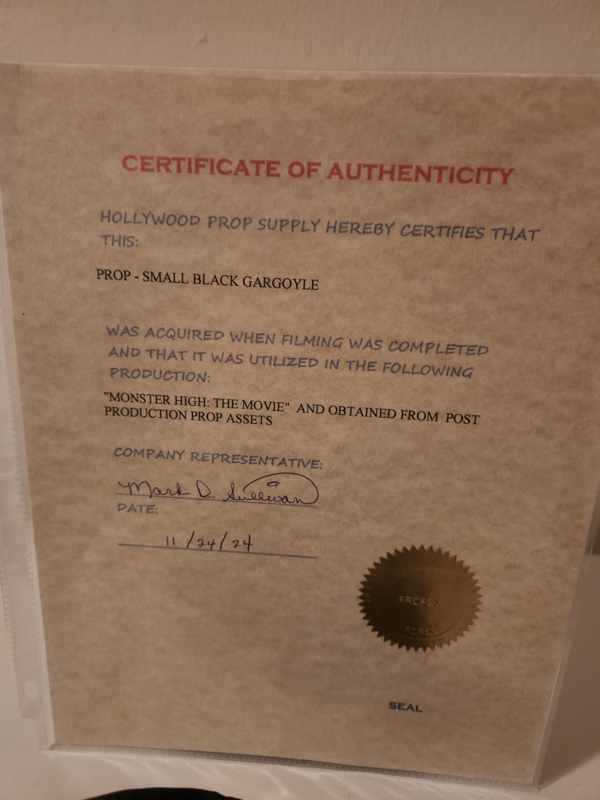 CERTIFICATE OF AUTHENTICITY
HOLLYWOOD PROP SUPPLY HEREBY CERTIFIES THAT
THIS:
PROP - SMALL BLACK GARGOYLE
WAS ACQUIRED WHEN FILMING WAS COMPLETED
AND THAT IT WAS UTILIZED IN THE FOLLOWING
PRODUCTION:
"MONSTER HIGH: THE MOVIE" AND OBTAINED FROM POST
PRODUCTION PROP ASSETS
COMPANY REPRESENTATIVE:
Mark D. Sullivan
DATE:
11/24/24
SEAL